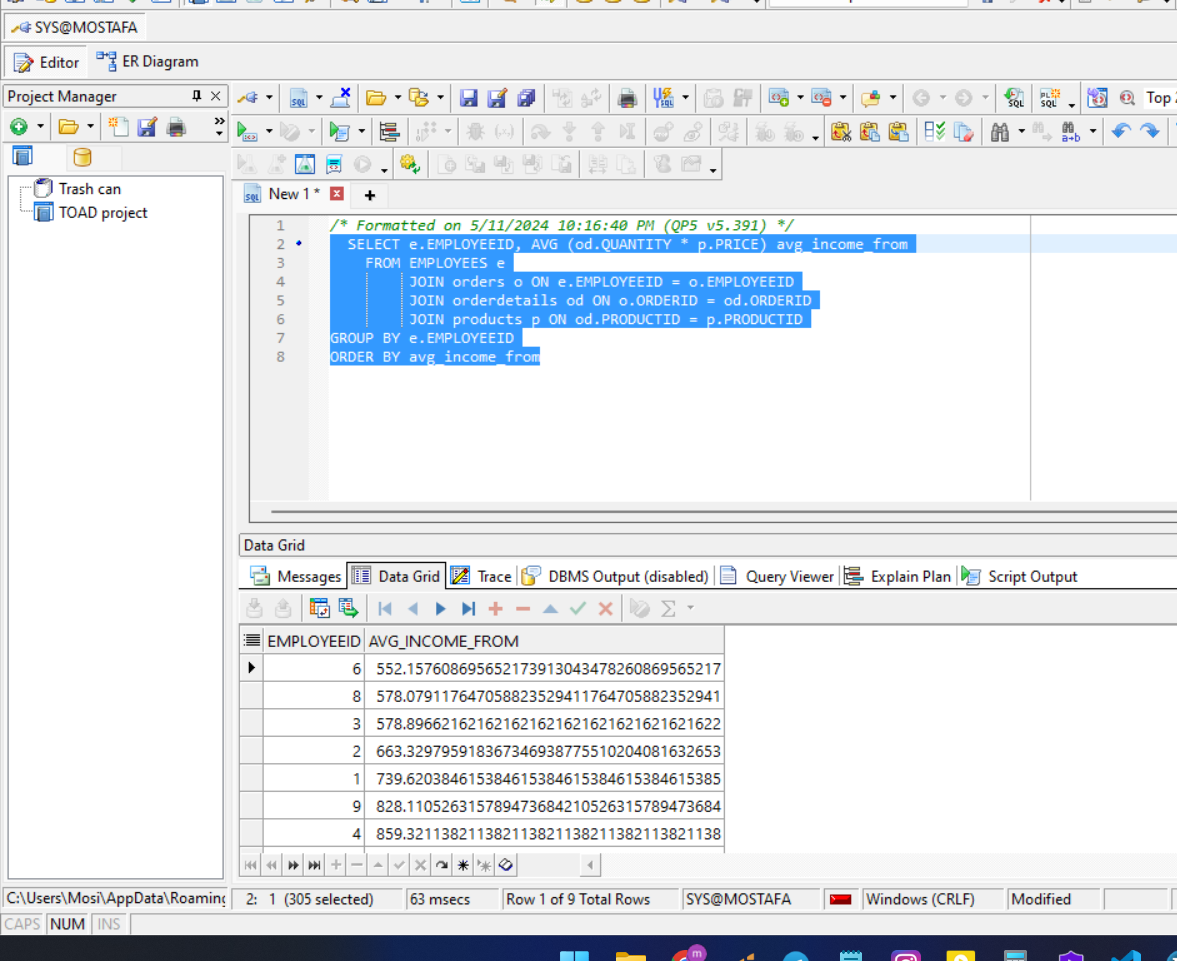 SYS@MOSTAFA
Editor
ER Diagram
Project Manager
Top
Trash can
TOAD project
New 1 *
1 /* Formatted on 5/11/2024 10:16:40 PM (QP5 v5.391) */
2 SELECT e.EMPLOYEEID, AVG (od.QUANTITY * p.PRICE) avg_income_from
3 FROM EMPLOYEES e
4 JOIN orders o ON e.EMPLOYEEID = o.EMPLOYEEID
5 JOIN orderdetails od ON o.ORDERID = od.ORDERID
6 JOIN products p ON od.PRODUCTID = p.PRODUCTID
7 GROUP BY e.EMPLOYEEID
8 ORDER BY avg_income_from
Data Grid
Messages Data Grid Trace DBMS Output (disabled) Query Viewer Explain Plan Script Output
EMPLOYEEID AVG_INCOME_FROM
6 552.157608695652173913043478260869565217
8 578.079117647058823529411764705882352941
3 578.896621621621621621621621621621621622
2 663.329795918367346938775510204081632653
1 739.620384615384615384615384615384615385
9 828.110526315789473684210526315789473684
4 859.321138211382113821138211382113821138
C:\Users\Mosi\AppData\Roaming 2: 1 (305 selected) 63 msecs Row 1 of 9 Total Rows SYS@MOSTAFA Windows (CRLF) Modified
CAPS NUM INS
m